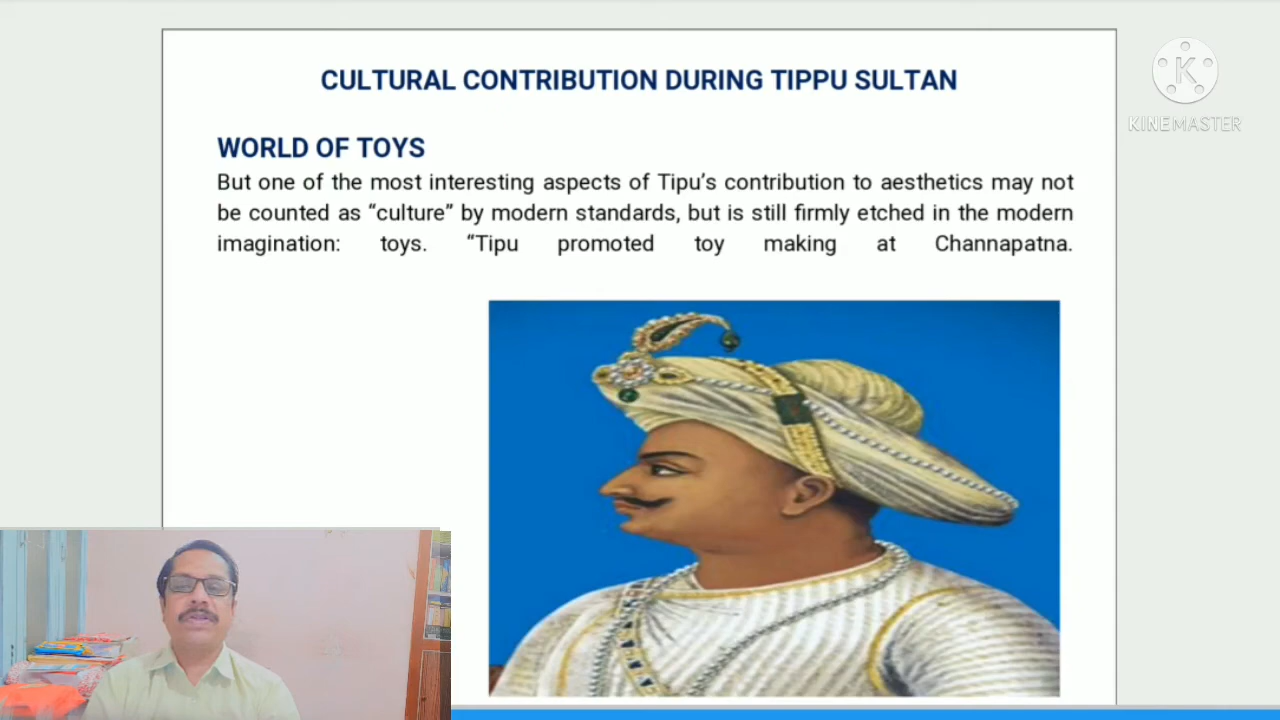 CULTURAL CONTRIBUTION DURING TIPPU SULTAN
WORLD OF TOYS
But one of the most interesting aspects of Tipu’s contribution to aesthetics may not
be counted as “culture” by modern standards, but is still firmly etched in the modern
imagination: toys. “Tipu promoted toy making at Channapatna.
K
KINEMASTER